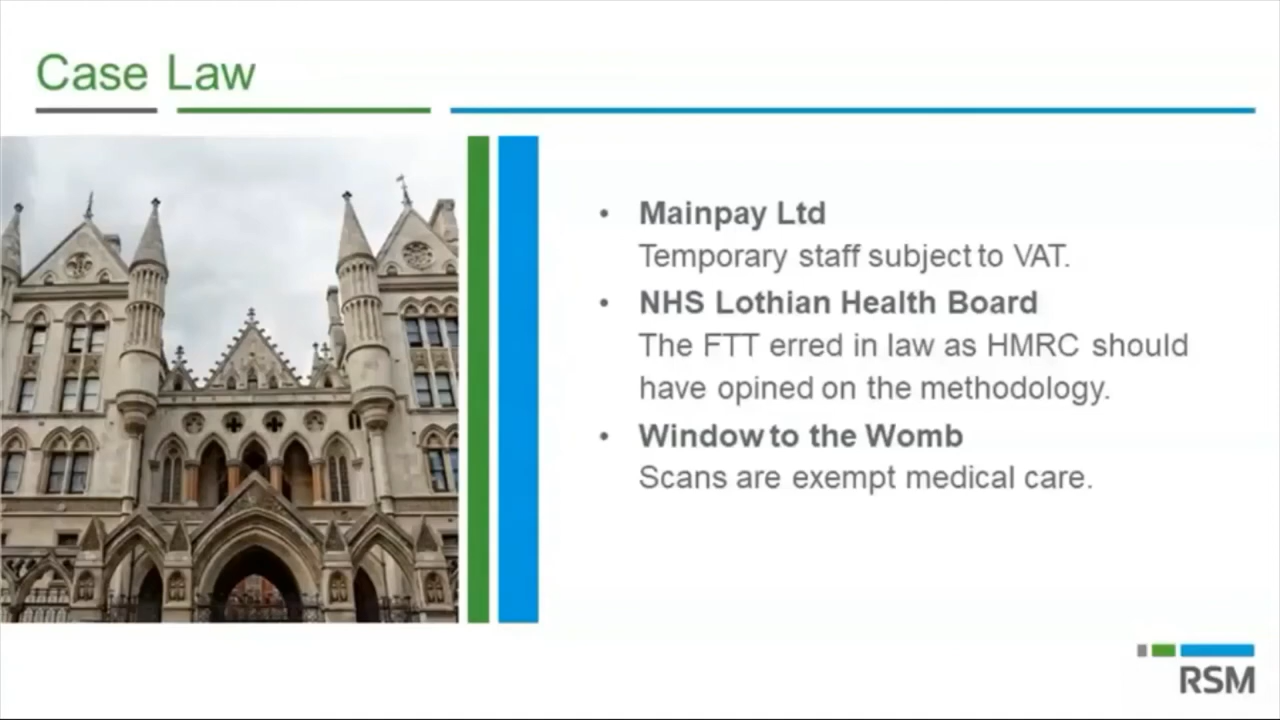 Case Law
• Mainpay Ltd
Temporary staff subject to VAT.
• NHS Lothian Health Board
The FTT erred in law as HMRC should
have opined on the methodology.
• Window to the Womb
Scans are exempt medical care.
RSM